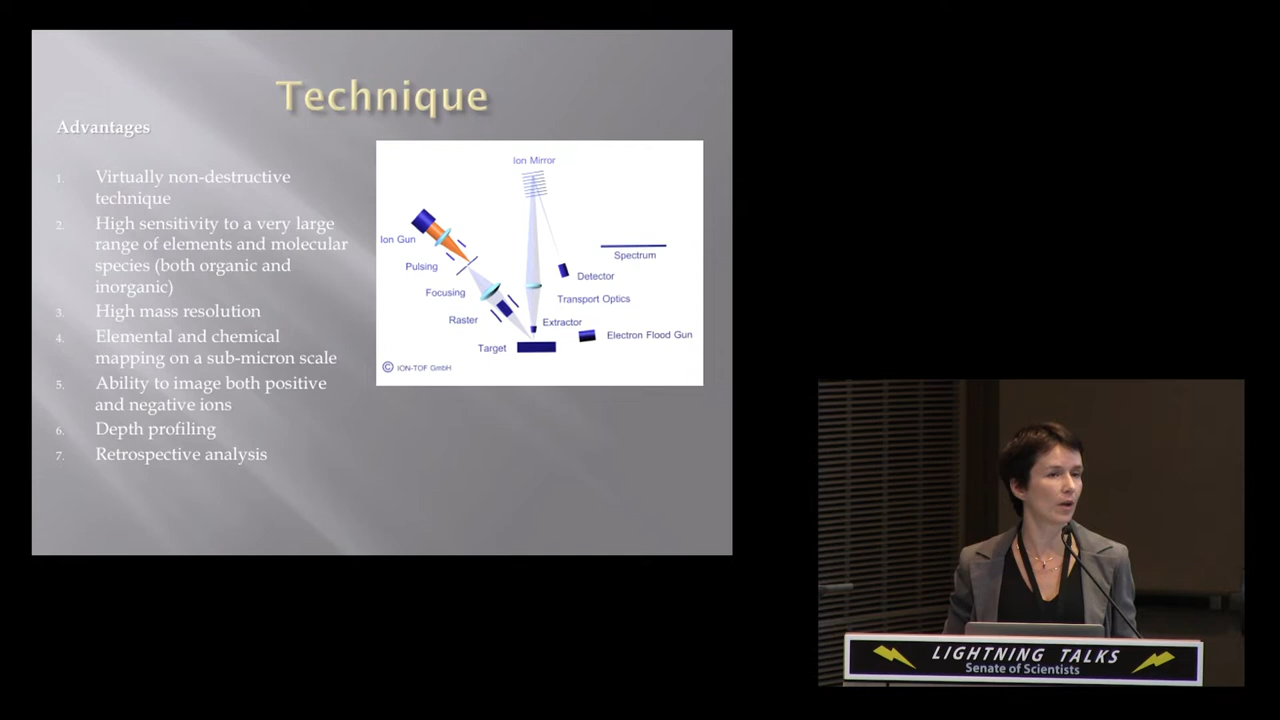 Technique
Advantages
1. Virtually non-destructive
technique
2. High sensitivity to a very large
range of elements and molecular
species (both organic and
inorganic)
3. High mass resolution
4. Elemental and chemical
mapping on a sub-micron scale
5. Ability to image both positive
and negative ions
6. Depth profiling
7. Retrospective analysis
Ion Mirror
Ion Gun
Pulsing
Focusing
Raster
Target
Spectrum
Detector
Transport Optics
Extractor
Electron Flood Gun
© ION-TOF GmbH
LIGHTNING TALKS
Senate of Scientists